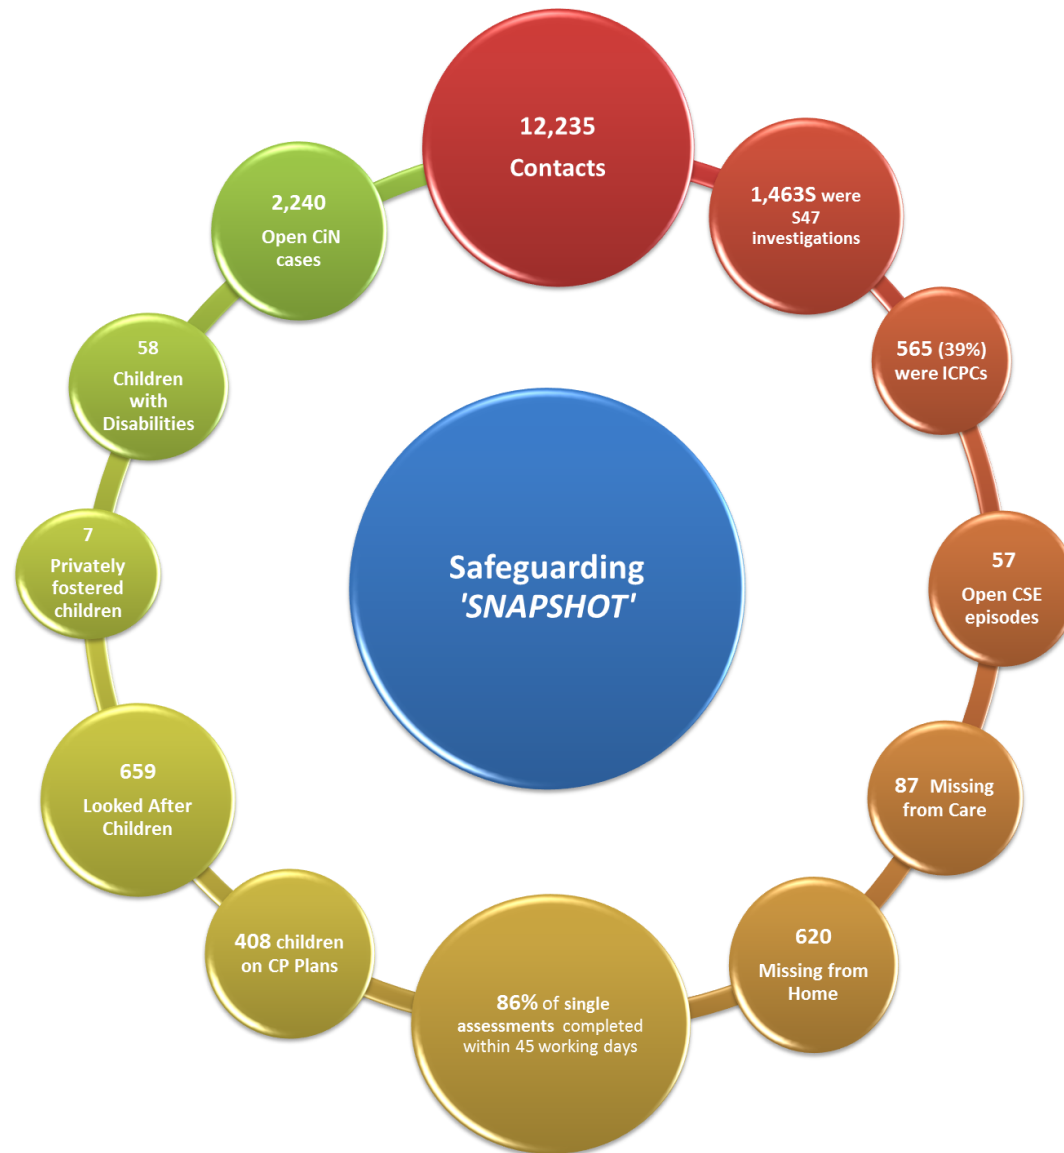 12,235
Contacts
1,463S were
S47
investigations
565 (39%)
were ICPCs
57
Open CSE
episodes
87 Missing
from Care
620
Missing from
Home
86% of single
assessments completed
within 45 working days
408 children
on CP Plans
659
Looked After
Children
7
Privately
fostered
children
58
Children
with
Disabilities
2,240
Open CiN
cases
Safeguarding
'SNAPSHOT'